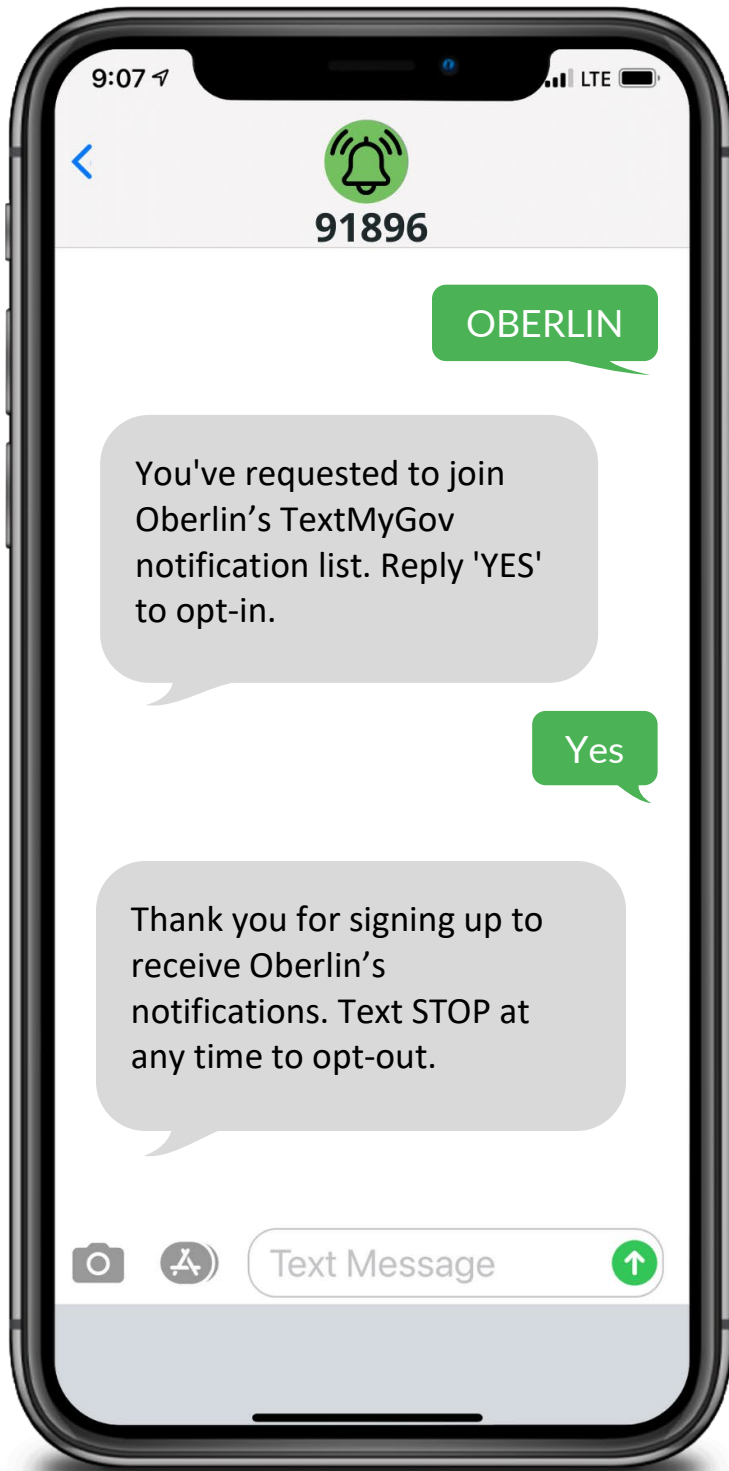 9:07
LTE
91896
OBERLIN
You've requested to join
Oberlin’s TextMyGov
notification list. Reply 'YES'
to opt-in.
Yes
Thank you for signing up to
receive Oberlin’s
notifications. Text STOP at
any time to opt-out.
Text Message